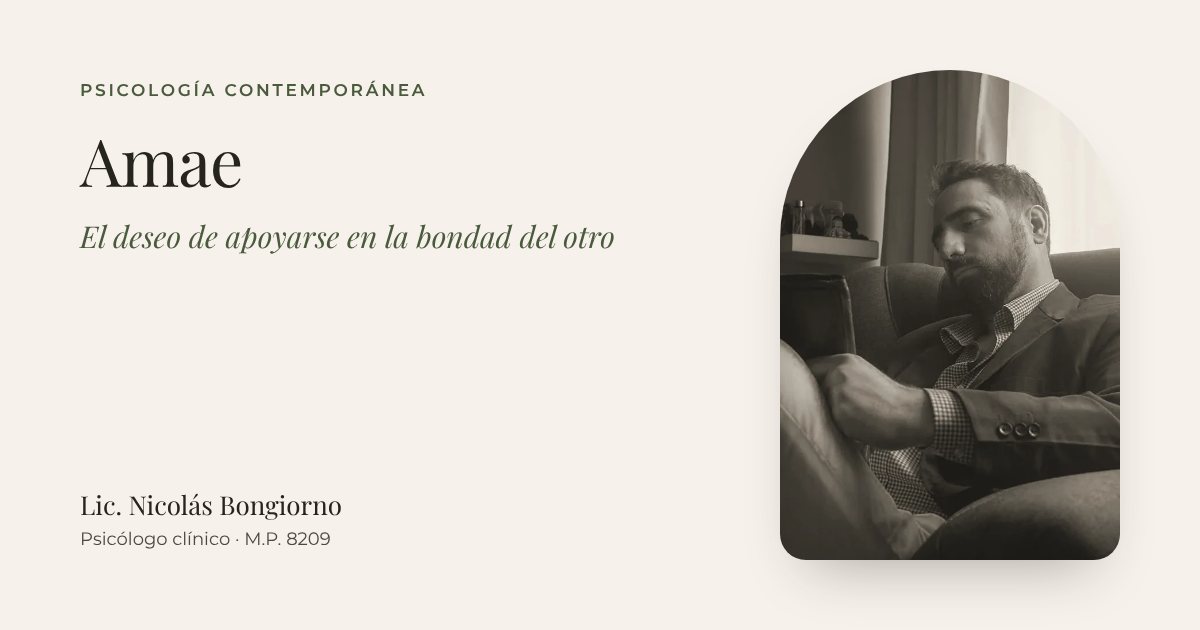 PSICOLOGÍA CONTEMPORÁNEA
Amae
El deseo de apoyarse en la bondad del otro
Lic. Nicolás Bongiorno
Psicólogo clínico · M.P. 8209